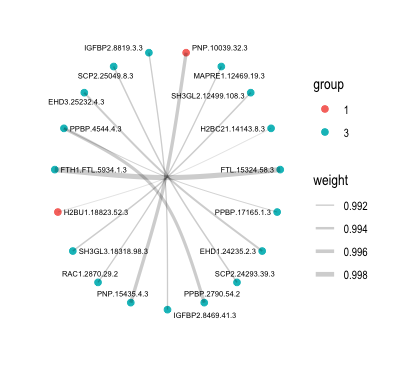 IGFBP2.8819.3.3
PNP.10039.32.3
SCP2.25049.8.3
MAPRE1.12469.19.3
EHD3.25232.4.3
SH3GL2.12499.108.3
PPBP.4544.4.3
H2BC21.14143.8.3
FTH1.FTL.5934.1.3
FTL.15324.58.3
H2BU1.18823.52.3
PPBP.17165.1.3
SH3GL3.18318.98.3
EHD1.24235.2.3
RAC1.2870.29.2
SCP2.24293.39.3
PNP.15435.4.3
PPBP.2790.54.2
IGFBP2.8469.41.3
group
1
3
weight
0.992
0.994
0.996
0.998